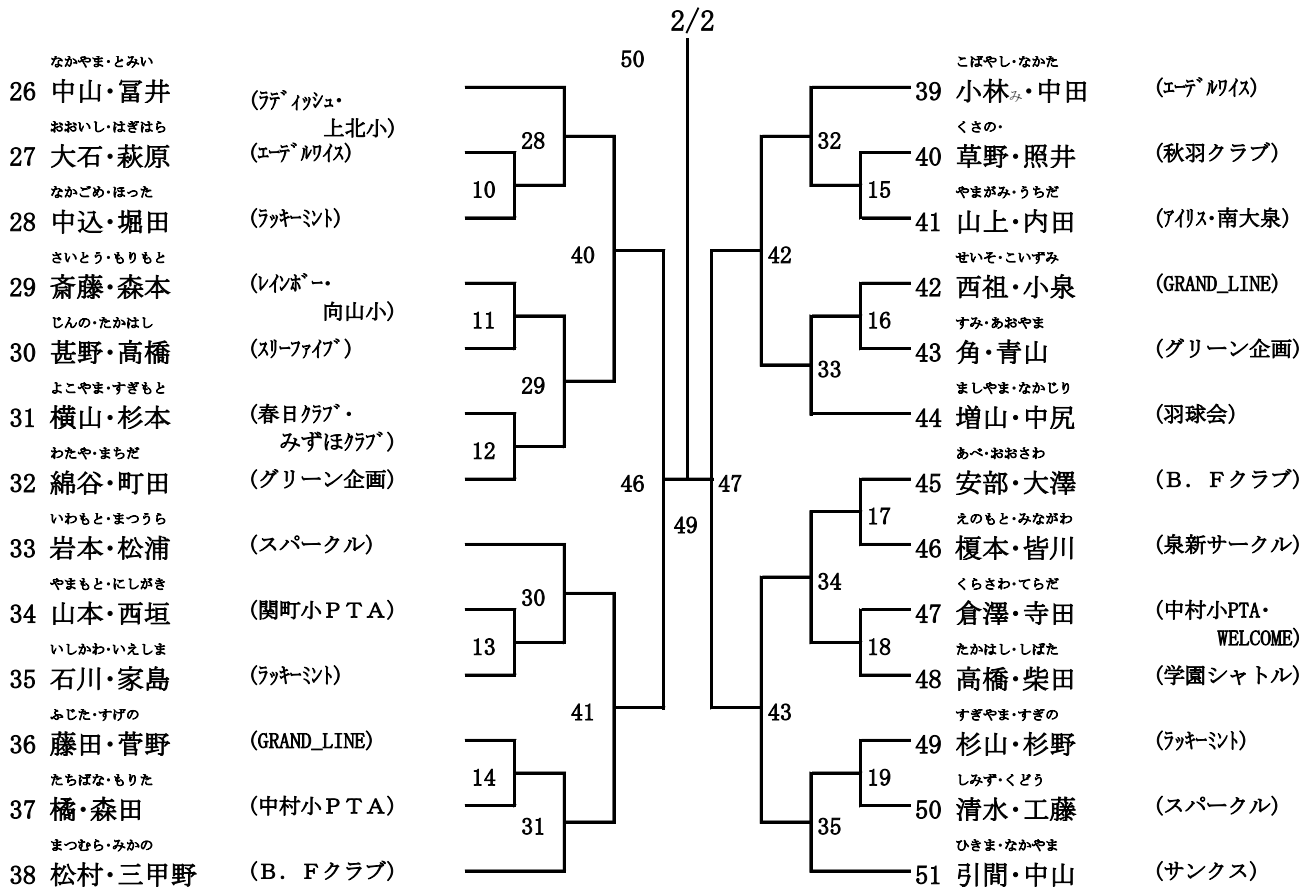 2/2
50
なかやま・とみい
26 中山・冨井 (ラディッシュ・
上北小)
おおいし・はぎはら
27 大石・萩原 (エーデルワイス)
なかごめ・ほった
28 中込・堀田 (ラッキーミント)
さいとう・もりもと
29 斎藤・森本 (レインボー・
向山小)
じんの・たかはし
30 甚野・高橋 (スリーファイブ)
よこやま・すぎもと
31 横山・杉本 (春日クラブ・
みずほクラブ)
わたや・まちだ
32 綿谷・町田 (グリーン企画)
いわもと・まつうら
33 岩本・松浦 (スパークル)
やまもと・にしがき
34 山本・西垣 (関町小PTA)
いしかわ・いえしま
35 石川・家島 (ラッキーミント)
ふじた・すげの
36 藤田・菅野 (GRAND_LINE)
たちばな・もりた
37 橘・森田 (中村小PTA)
まつむら・みかの
38 松村・三甲野 (B.Fクラブ)
28
10
40
11
29
12
46
30
13
41
14
31
49
47
32
15
42
16
33
17
34
18
43
19
35
こばやし・なかた
39 小林み・中田 (エーデルワイス)
くさの・
40 草野・照井 (秋羽クラブ)
やまがみ・うちだ
41 山上・内田 (アイリス・南大泉)
せいそ・こいずみ
42 西祖・小泉 (GRAND_LINE)
すみ・あおやま
43 角・青山 (グリーン企画)
ましやま・なかじり
44 増山・中尻 (羽球会)
あべ・おおさわ
45 安部・大澤 (B.Fクラブ)
えのもと・みながわ
46 榎本・皆川 (泉新サークル)
くらさわ・てらだ
47 倉澤・寺田 (中村小PTA・
WELCOME)
たかはし・しばた
48 高橋・柴田 (学園シャトル)
すぎやま・すぎの
49 杉山・杉野 (ラッキーミント)
しみず・くどう
50 清水・工藤 (スパークル)
ひきま・なかやま
51 引間・中山 (サンクス)